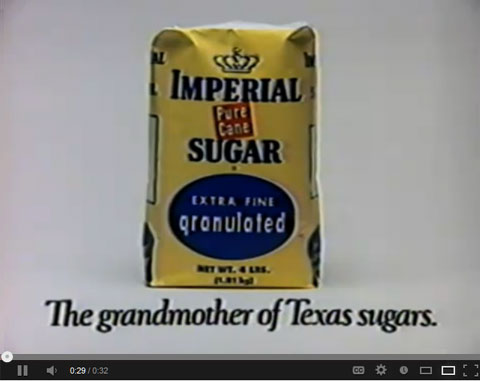 IMPERIAL
Pure
Cane
SUGAR
EXTRA FINE
granulated
NET WT. 4 LBS.
(1.81 kg)
The grandmother of Texas sugars.
0:29 / 0:32
CC